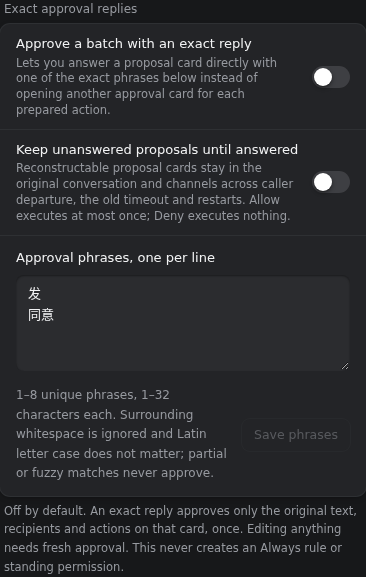 Exact approval replies
Approve a batch with an exact reply
Lets you answer a proposal card directly with
one of the exact phrases below instead of
opening another approval card for each
prepared action.
Keep unanswered proposals until answered
Reconstructable proposal cards stay in the
original conversation and channels across caller
departure, the old timeout and restarts. Allow
executes at most once; Deny executes nothing.
Approval phrases, one per line
发
同意
1–8 unique phrases, 1–32
characters each. Surrounding
whitespace is ignored and Latin
letter case does not matter; partial
or fuzzy matches never approve.
Save phrases
Off by default. An exact reply approves only the original text,
recipients and actions on that card, once. Editing anything
needs fresh approval. This never creates an Always rule or
standing permission.